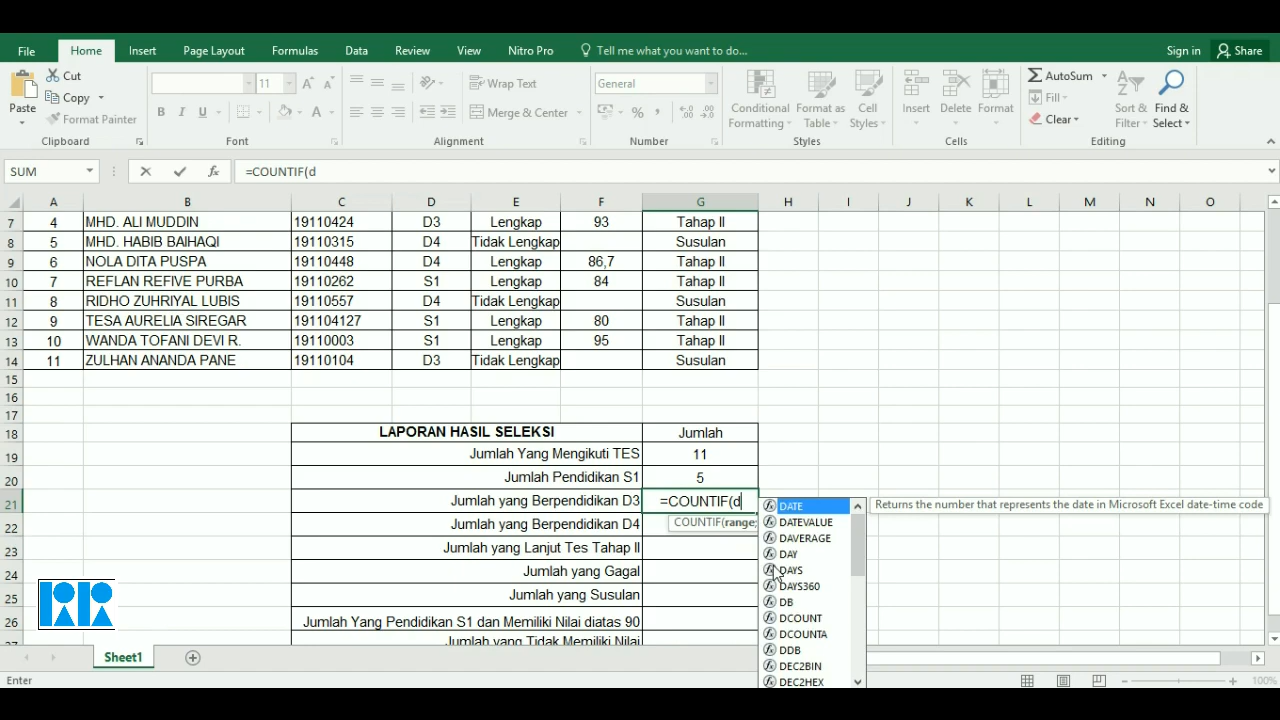 File Home Insert Page Layout Formulas Data Review View Nitro Pro Tell me what you want to do... Sign in Share
Paste Cut Copy Format Painter
11
B I U A
Wrap Text
Merge & Center
General
%
Conditional Formatting
Format as Table
Cell Styles
Insert Delete Format
AutoSum Fill Clear
Sort & Filter
Find & Select
Clipboard Font Alignment Number Styles Cells Editing
SUM fx =COUNTIF(d
A B C D E F G H I J K L M N O
7 4 MHD. ALI MUDDIN 19110424 D3 Lengkap 93 Tahap II
8 5 MHD. HABIB BAIHAQI 19110315 D4 Tidak Lengkap Susulan
9 6 NOLA DITA PUSPA 19110448 D4 Lengkap 86,7 Tahap II
10 7 REFLAN REFIVE PURBA 19110262 S1 Lengkap 84 Tahap II
11 8 RIDHO ZUHRIYAL LUBIS 19110557 D4 Tidak Lengkap Susulan
12 9 TESA AURELIA SIREGAR 191104127 S1 Lengkap 80 Tahap II
13 10 WANDA TOFANI DEVI R. 19110003 S1 Lengkap 95 Tahap II
14 11 ZULHAN ANANDA PANE 19110104 D3 Tidak Lengkap Susulan
15
16
17
18 LAPORAN HASIL SELEKSI Jumlah
19 Jumlah Yang Mengikuti TES 11
20 Jumlah Pendidikan S1 5
21 Jumlah yang Berpendidikan D3 =COUNTIF(d
22 Jumlah yang Berpendidikan D4 COUNTIF(range;
23 Jumlah yang Lanjut Tes Tahap II
24 Jumlah yang Gagal
25 Jumlah yang Susulan
26 Jumlah Yang Pendidikan S1 dan Memiliki Nilai diatas 90
27 Jumlah yang Tidak Memiliki Nilai
DATE Returns the number that represents the date in Microsoft Excel date-time code
DATEVALUE
DAVERAGE
DAY
DAYS
DAYS360
DB
DCOUNT
DCOUNTA
DDB
DEC2BIN
DEC2HEX
Sheet1
Enter 100%